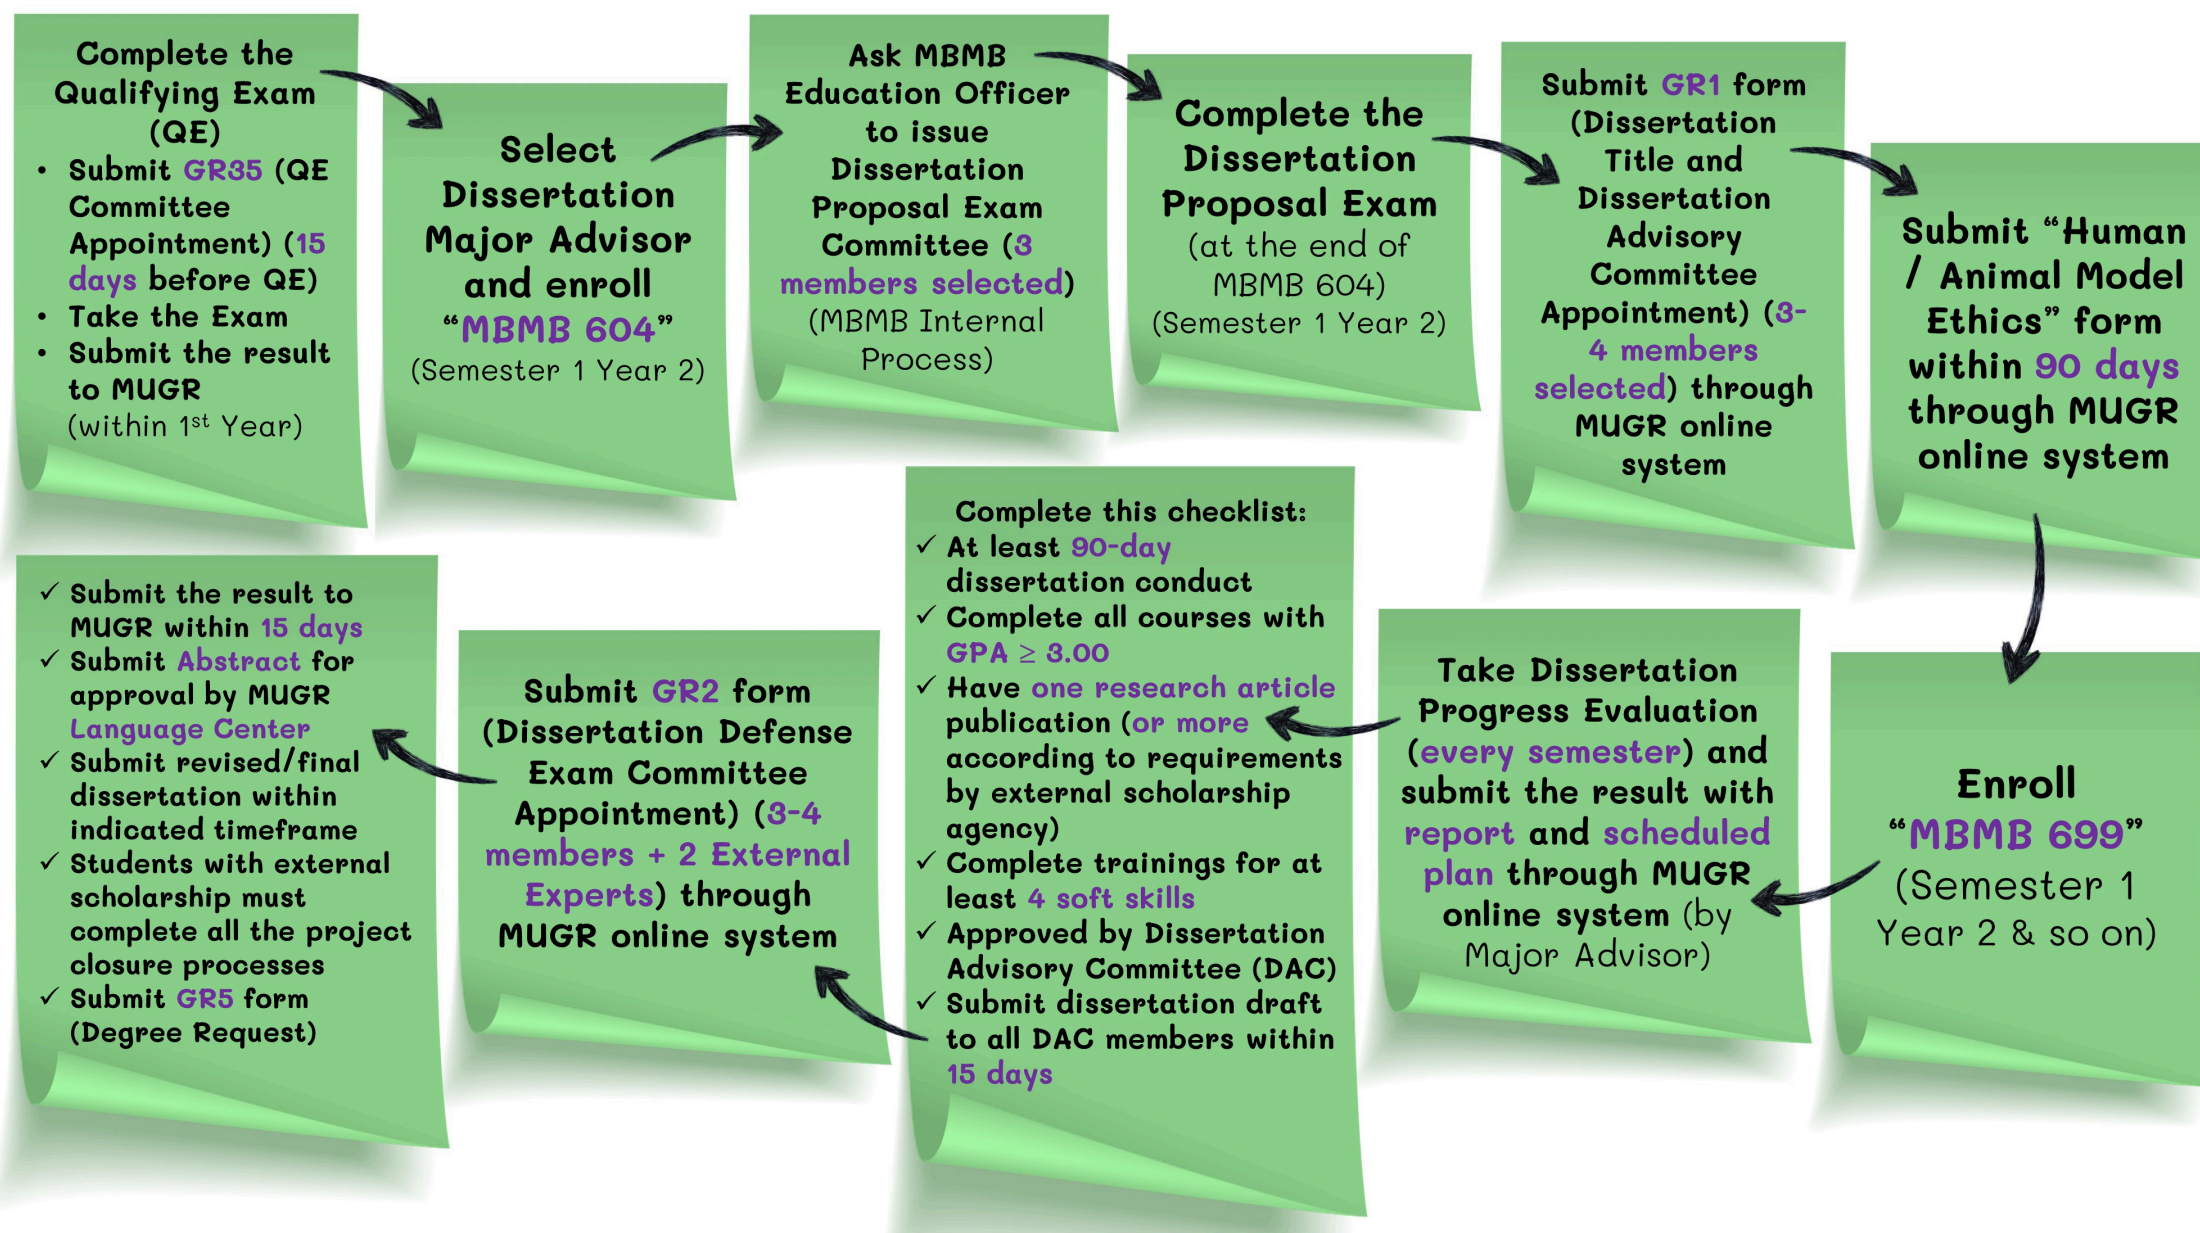 Complete the
Qualifying Exam
(QE)
• Submit GR35 (QE
Committee
Appointment) (15
days before QE)
• Take the Exam
• Submit the result
to MUGR
(within 1st Year)
Select
Dissertation
Major Advisor
and enroll
“MBMB 604”
(Semester 1 Year 2)
Ask MBMB
Education Officer
to issue
Dissertation
Proposal Exam
Committee (3
members selected)
(MBMB Internal
Process)
Complete the
Dissertation
Proposal Exam
(at the end of
MBMB 604)
(Semester 1 Year 2)
Submit GR1 form
(Dissertation
Title and
Dissertation
Advisory
Committee
Appointment) (3-
4 members
selected) through
MUGR online
system
Submit “Human
/ Animal Model
Ethics” form
within 90 days
through MUGR
online system
Enroll
“MBMB 699”
(Semester 1
Year 2 & so on)
Take Dissertation
Progress Evaluation
(every semester) and
submit the result with
report and scheduled
plan through MUGR
online system (by
Major Advisor)
Complete this checklist:
✓ At least 90-day
dissertation conduct
✓ Complete all courses with
GPA ≥ 3.00
✓ Have one research article
publication (or more
according to requirements
by external scholarship
agency)
✓ Complete trainings for at
least 4 soft skills
✓ Approved by Dissertation
Advisory Committee (DAC)
✓ Submit dissertation draft
to all DAC members within
15 days
Submit GR2 form
(Dissertation Defense
Exam Committee
Appointment) (3-4
members + 2 External
Experts) through
MUGR online system
✓ Submit the result to
MUGR within 15 days
✓ Submit Abstract for
approval by MUGR
Language Center
✓ Submit revised/final
dissertation within
indicated timeframe
✓ Students with external
scholarship must
complete all the project
closure processes
✓ Submit GR5 form
(Degree Request)